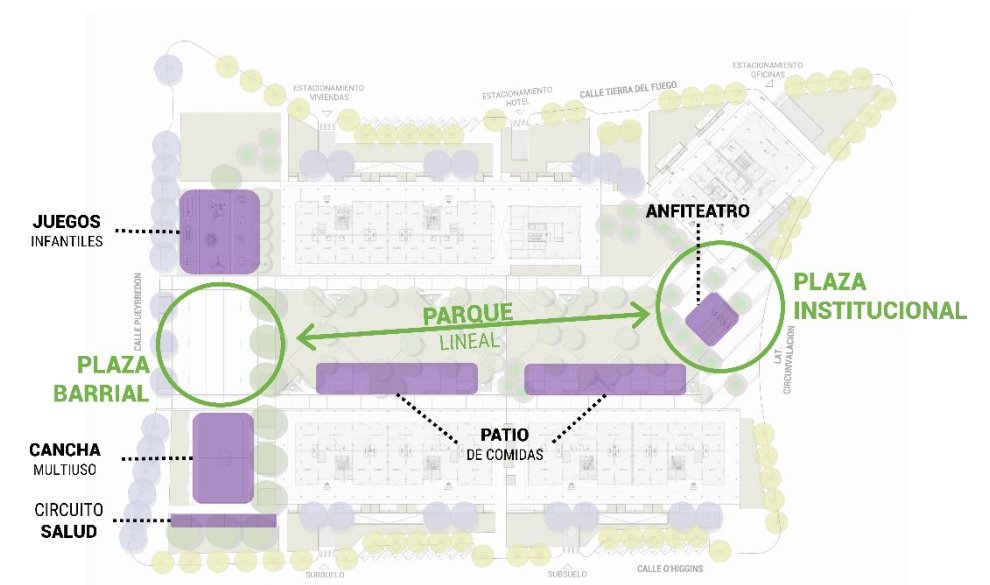 ESTACIONAMIENTO
OFICINAS
ESTACIONAMIENTO
VIVIENDAS
ESTACIONAMIENTO
HOTEL
CALLE TIERRA DEL FUEGO
JUEGOS
INFANTILES
ANFITEATRO
CALLE PUEYRREDON
PARQUE
LINEAL
PLAZA
INSTITUCIONAL
PLAZA
BARRIAL
LAT.
CIRCUNVALACION
CANCHA
MULTIUSO
PATIO
DE COMIDAS
CIRCUITO
SALUD
SUBSUELO
SUBSUELO
CALLE O'HIGGINS